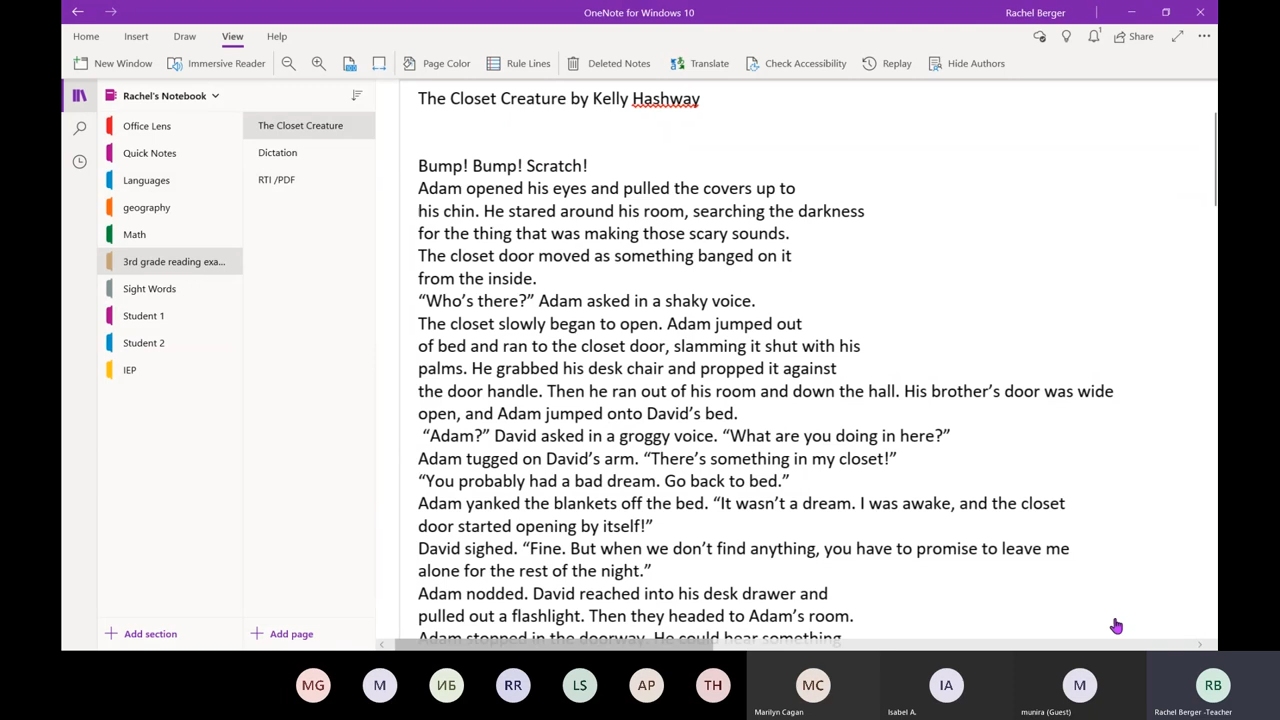 OneNote for Windows 10
Rachel Berger
Home Insert Draw View Help
1
Share
New Window Immersive Reader Page Color Rule Lines Deleted Notes Translate Check Accessibility Replay Hide Authors
Rachel's Notebook
Office Lens
Quick Notes
Languages
geography
Math
3rd grade reading exa...
Sight Words
Student 1
Student 2
IEP
Add section
The Closet Creature
Dictation
RTI /PDF
Add page
The Closet Creature by Kelly Hashway
Bump! Bump! Scratch!
Adam opened his eyes and pulled the covers up to
his chin. He stared around his room, searching the darkness
for the thing that was making those scary sounds.
The closet door moved as something banged on it
from the inside.
“Who’s there?” Adam asked in a shaky voice.
The closet slowly began to open. Adam jumped out
of bed and ran to the closet door, slamming it shut with his
palms. He grabbed his desk chair and propped it against
the door handle. Then he ran out of his room and down the hall. His brother’s door was wide
open, and Adam jumped onto David’s bed.
“Adam?” David asked in a groggy voice. “What are you doing in here?”
Adam tugged on David’s arm. “There’s something in my closet!”
“You probably had a bad dream. Go back to bed.”
Adam yanked the blankets off the bed. “It wasn’t a dream. I was awake, and the closet
door started opening by itself!”
David sighed. “Fine. But when we don’t find anything, you have to promise to leave me
alone for the rest of the night.”
Adam nodded. David reached into his desk drawer and
pulled out a flashlight. Then they headed to Adam’s room.
Adam stopped in the doorway. He could hear something
MG M ИБ RR LS AP TH MC IA M RB
Marilyn Cagan Isabel A. munira (Guest) Rachel Berger -Teacher